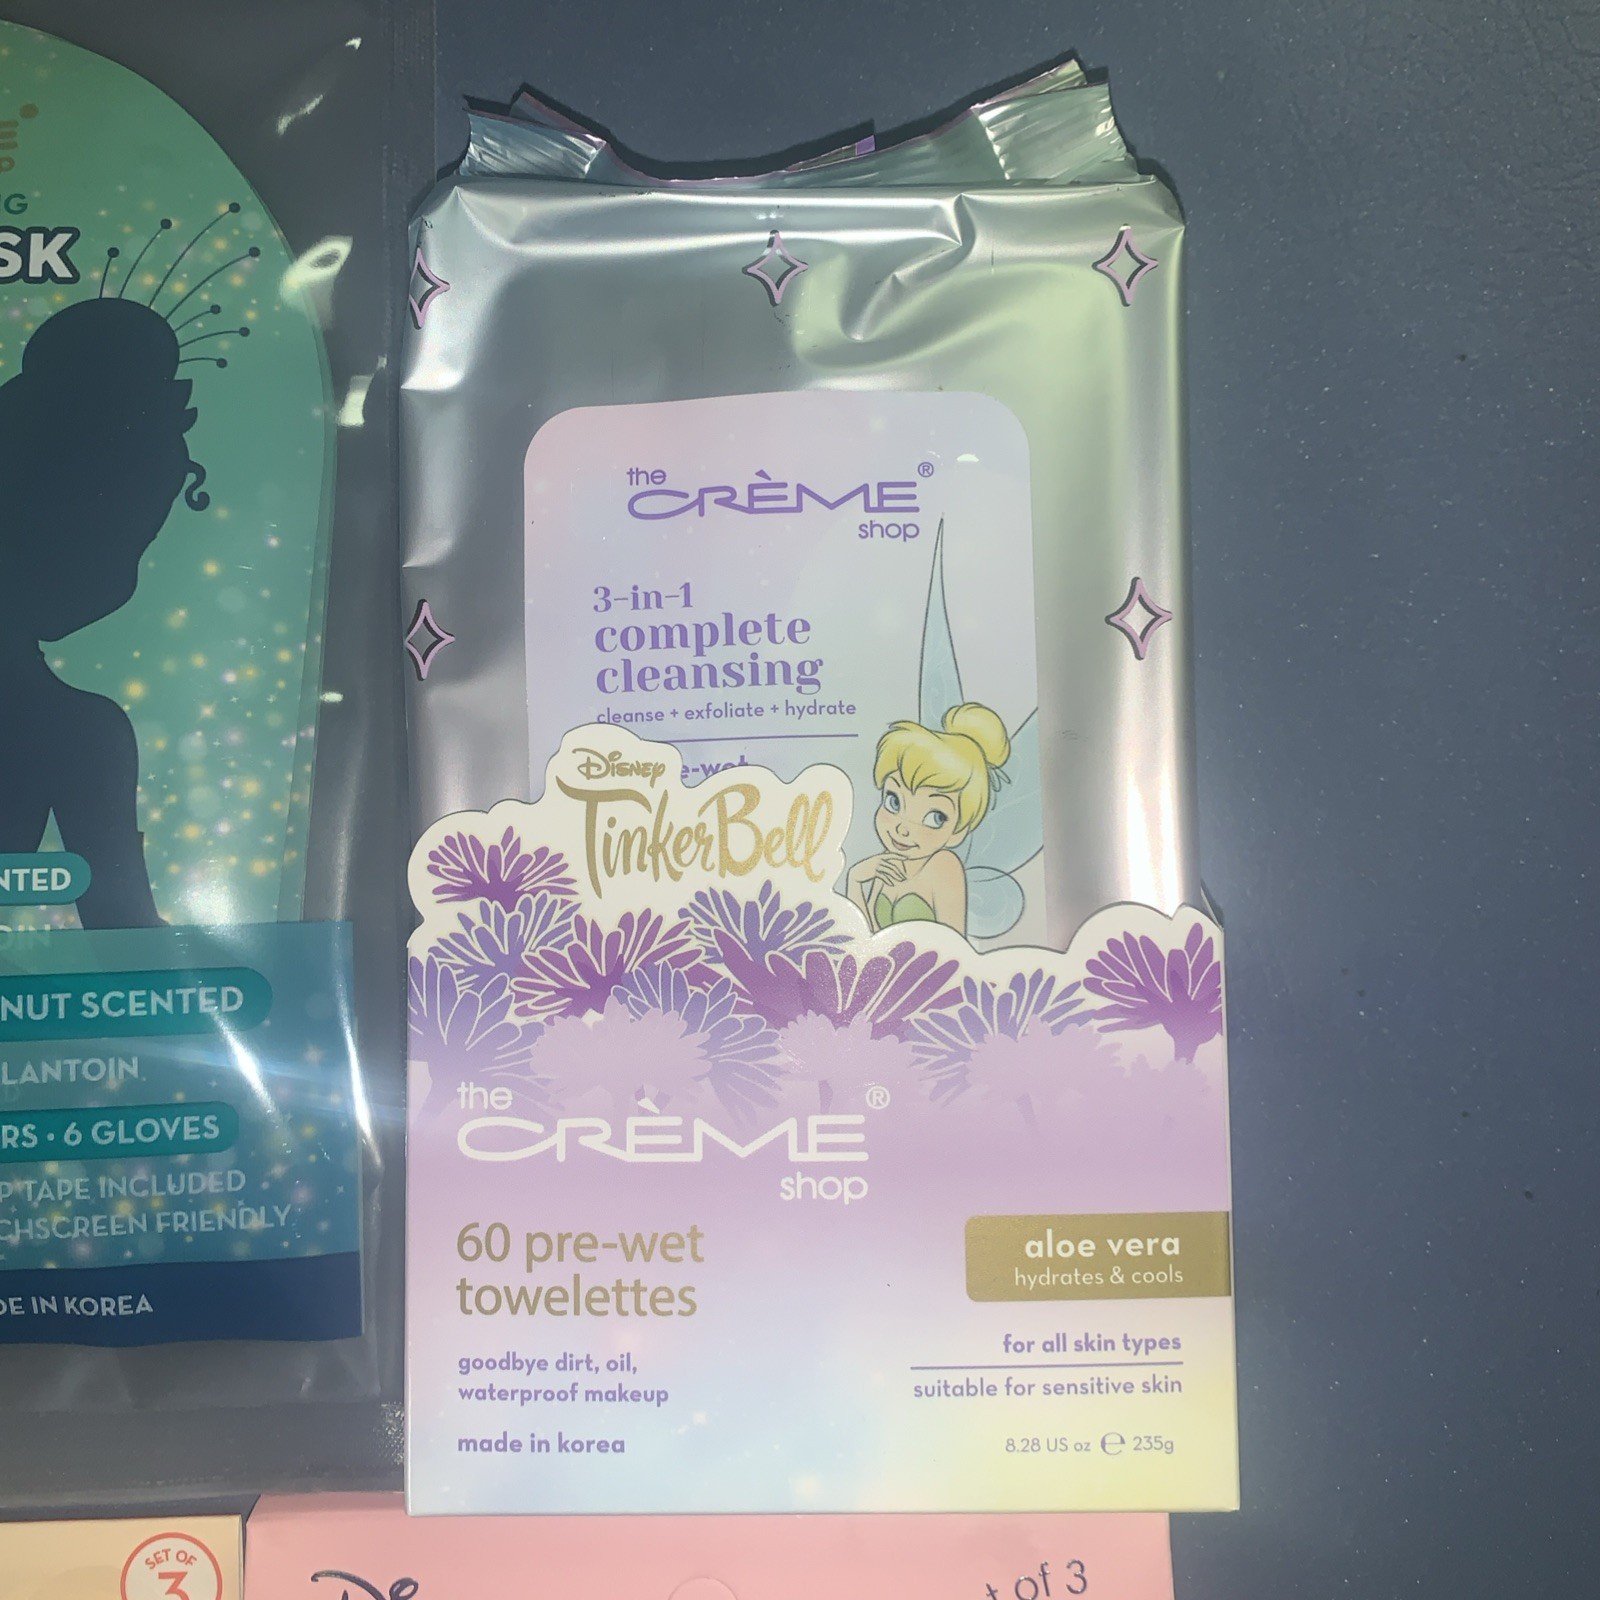 NG
SK
NTED
NUT SCENTED
LANTOIN
RS • 6 GLOVES
P TAPE INCLUDED
CHSCREEN FRIENDLY
DE IN KOREA
the
CRÈME®
shop
3-in-1
complete
cleansing
cleanse + exfoliate + hydrate
e-wet
Disney
TinkerBell
the
CRÈME®
shop
60 pre-wet
towelettes
aloe vera
hydrates & cools
goodbye dirt, oil,
waterproof makeup
for all skin types
suitable for sensitive skin
made in korea
8.28 US oz ℮ 235g
SET OF
3
Di
t of 3